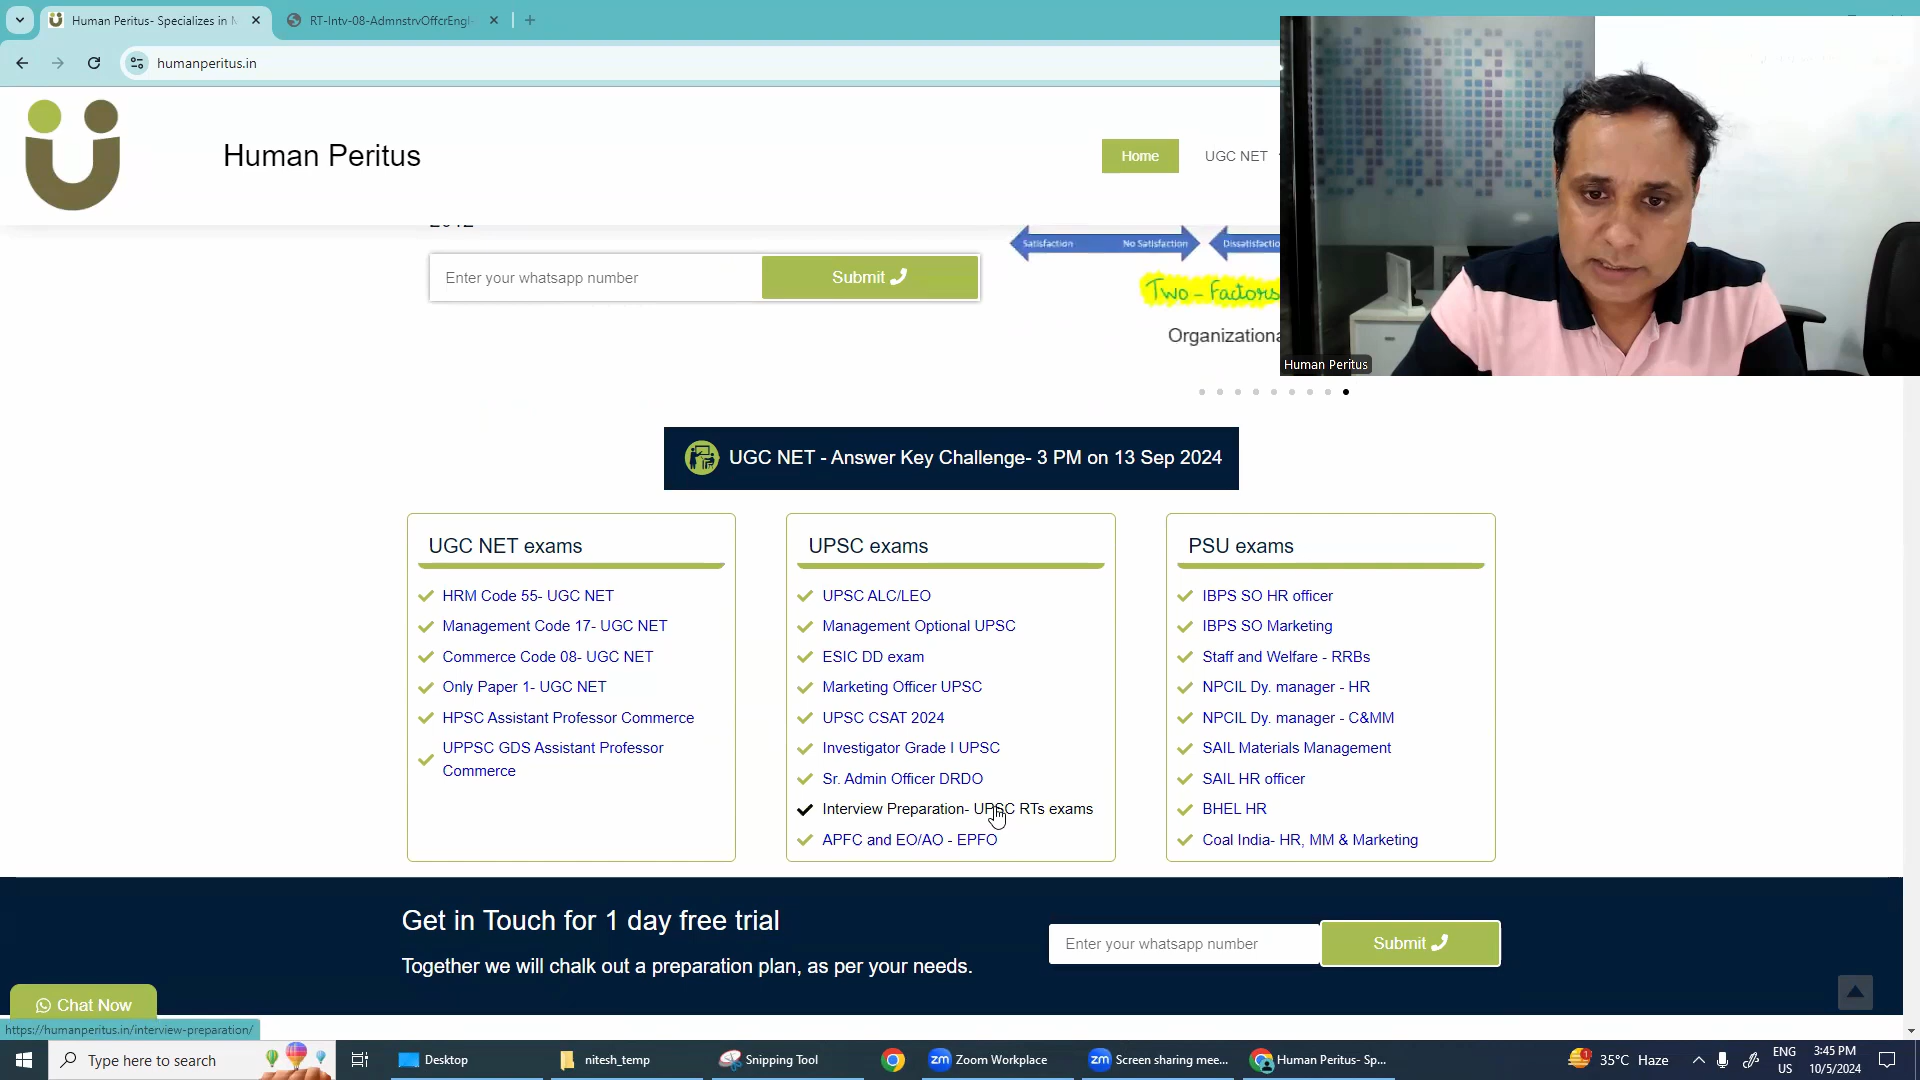 Human Peritus- Specializes in M
RT-Intv-08-AdmnstrvOffcrEngl-
humanperitus.in
Human Peritus
Home
UGC NET
Enter your whatsapp number
Submit
Satisfaction
No Satisfaction
Dissatisfactio
Two-Factors
Organizationa
Human Peritus
UGC NET - Answer Key Challenge- 3 PM on 13 Sep 2024
UGC NET exams
HRM Code 55- UGC NET
Management Code 17- UGC NET
Commerce Code 08- UGC NET
Only Paper 1- UGC NET
HPSC Assistant Professor Commerce
UPPSC GDS Assistant Professor
Commerce
UPSC exams
UPSC ALC/LEO
Management Optional UPSC
ESIC DD exam
Marketing Officer UPSC
UPSC CSAT 2024
Investigator Grade I UPSC
Sr. Admin Officer DRDO
Interview Preparation- UPSC RTs exams
APFC and EO/AO - EPFO
PSU exams
IBPS SO HR officer
IBPS SO Marketing
Staff and Welfare - RRBs
NPCIL Dy. manager - HR
NPCIL Dy. manager - C&MM
SAIL Materials Management
SAIL HR officer
BHEL HR
Coal India- HR, MM & Marketing
Get in Touch for 1 day free trial
Together we will chalk out a preparation plan, as per your needs.
Enter your whatsapp number
Submit
Chat Now
https://humanperitus.in/interview-preparation/
Type here to search
Desktop
nitesh_temp
Snipping Tool
zm
Zoom Workplace
zm
Screen sharing mee...
Human Peritus- Sp...
35°C Haze
ENG
US
3:45 PM
10/5/2024